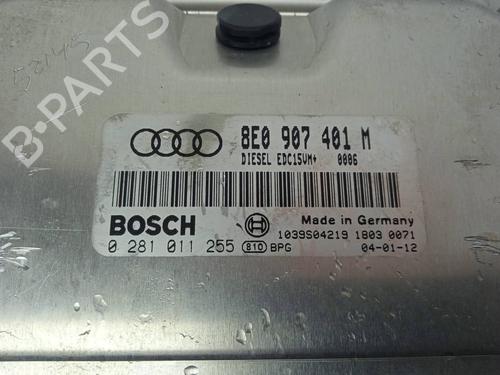 52145
8E0 907 401 M
DIESEL EDC15VM+ 0006
BOSCH
Made in Germany
0 281 011 255 810 BPG
1039S04219 1803 0071
04-01-12
B-PARTS